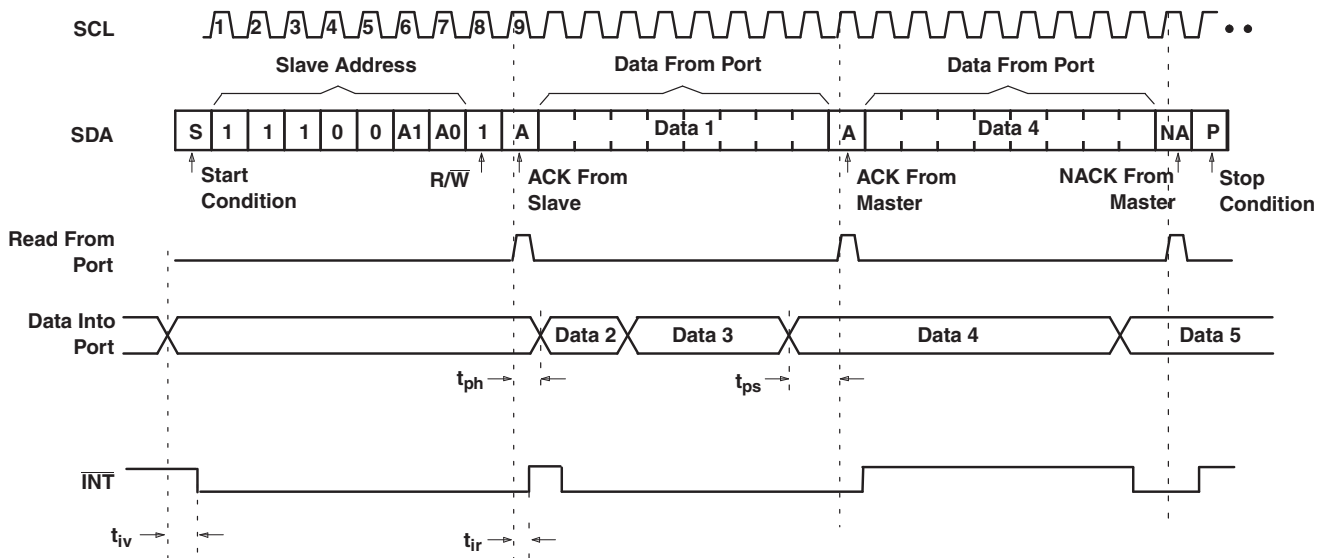 SCL
1 2 3 4 5 6 7 8 9
Slave Address
Data From Port
Data From Port
SDA
S 1 1 1 0 0 A1 A0 1 A Data 1 A Data 4 NA P
Start Condition
R/W̅
ACK From Slave
ACK From Master
NACK From Master
Stop Condition
Read From Port
Data Into Port
Data 2 Data 3 Data 4 Data 5
tph
tps
I̅N̅T̅
tiv
tir